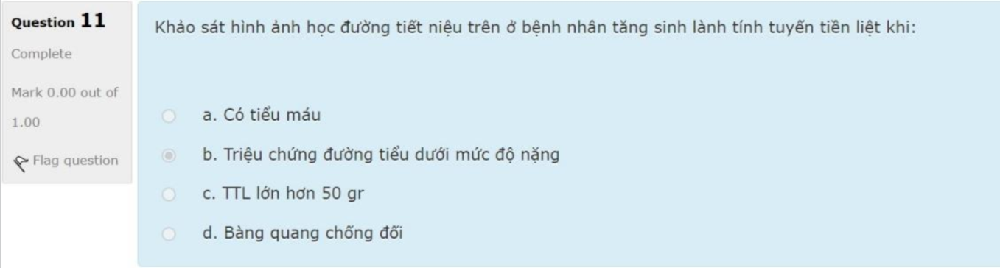 Question 11
Complete
Mark 0.00 out of
1.00
Flag question
Khảo sát hình ảnh học đường tiết niệu trên ở bệnh nhân tăng sinh lành tính tuyến tiền liệt khi:
a. Có tiểu máu
b. Triệu chứng đường tiểu dưới mức độ nặng
c. TTL lớn hơn 50 gr
d. Bàng quang chống đối